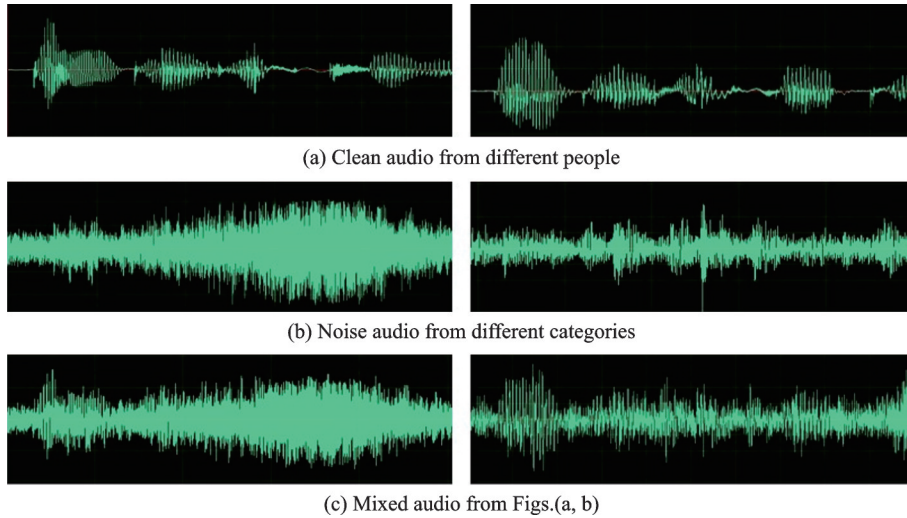 (a) Clean audio from different people
(b) Noise audio from different categories
(c) Mixed audio from Figs.(a, b)